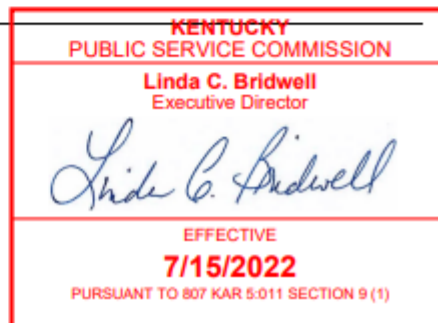 KENTUCKY
PUBLIC SERVICE COMMISSION
Linda C. Bridwell
Executive Director
Linda C. Bridwell
EFFECTIVE
7/15/2022
PURSUANT TO 807 KAR 5:011 SECTION 9 (1)